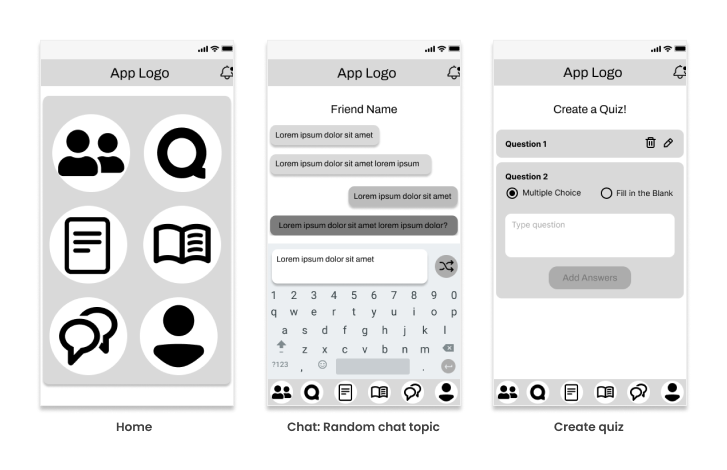 App Logo
Home
App Logo
Friend Name
Lorem ipsum dolor sit amet
Lorem ipsum dolor sit amet lorem ipsum
Lorem ipsum dolor sit amet
Lorem ipsum dolor sit amet lorem ipsum dolor?
Lorem ipsum dolor sit amet
1 2 3 4 5 6 7 8 9 0
q w e r t y u i o p
a s d f g h j k l
z x c v b n m
?123 , .
Chat: Random chat topic
App Logo
Create a Quiz!
Question 1
Question 2
Multiple Choice Fill in the Blank
Type question
Add Answers
Create quiz